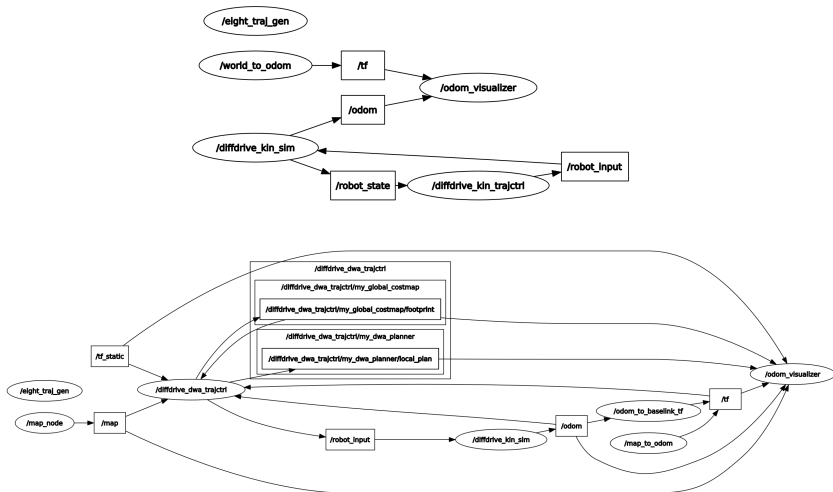 /eight_traj_gen
/world_to_odom
/tf
/odom_visualizer
/odom
/diffdrive_kin_sim
/robot_input
/robot_state
/diffdrive_kin_trajctrl
/diffdrive_dwa_trajctrl
/diffdrive_dwa_trajctrl/my_global_costmap
/diffdrive_dwa_trajctrl/my_global_costmap/footprint
/diffdrive_dwa_trajctrl/my_dwa_planner
/diffdrive_dwa_trajctrl/my_dwa_planner/local_plan
/tf_static
/odom_visualizer
/eight_traj_gen
/diffdrive_dwa_trajctrl
/tf
/odom_to_baselink_tf
/map_node
/map
/odom
/robot_input
/diffdrive_kin_sim
/map_to_odom